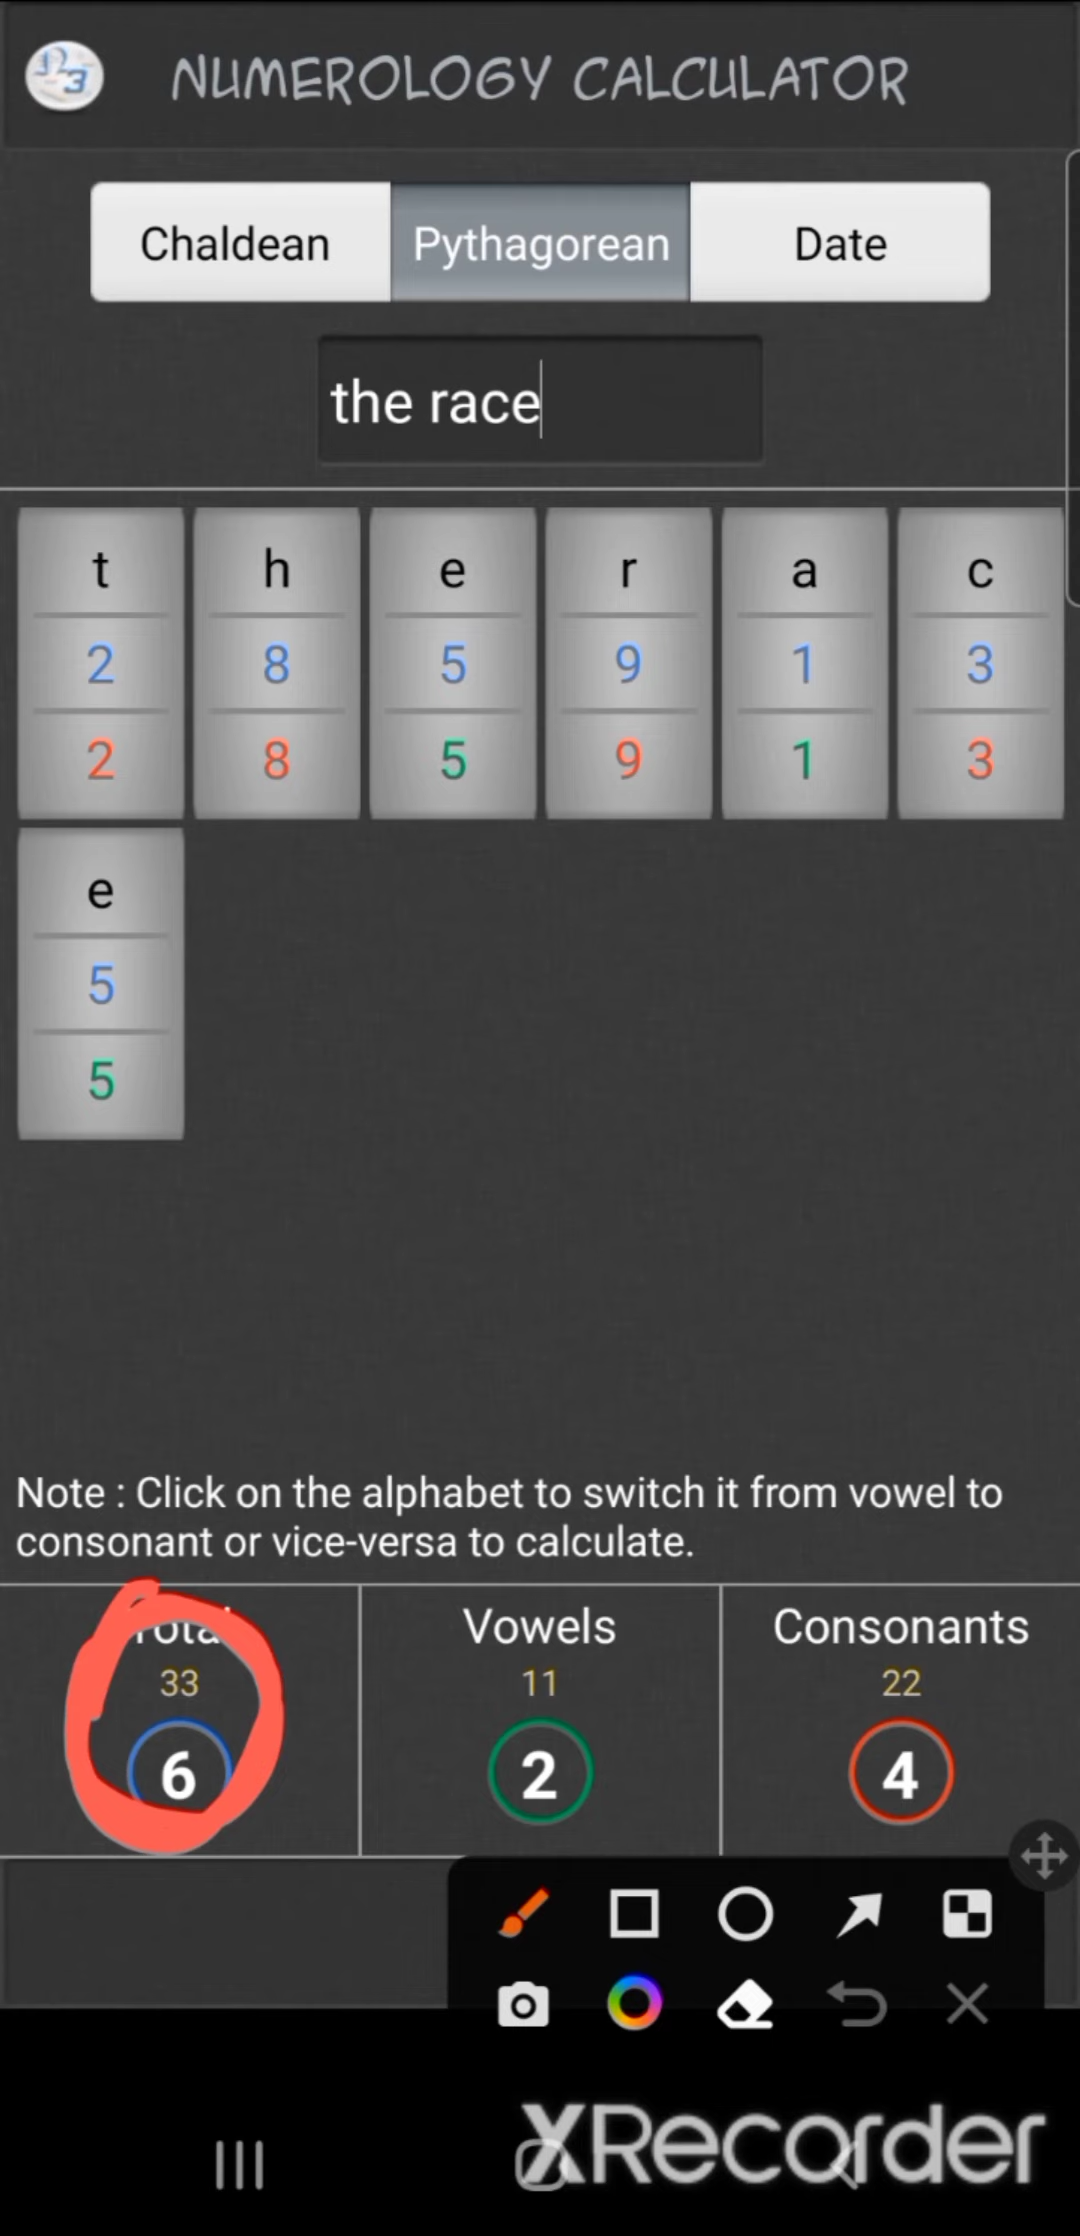 NUMEROLOGY CALCULATOR
Chaldean Pythagorean Date
the race
t h e r a c
2 8 5 9 1 3
2 8 5 9 1 3
e
5
5
Note : Click on the alphabet to switch it from vowel to
consonant or vice-versa to calculate.
Total Vowels Consonants
33 11 22
6 2 4
XRecorder